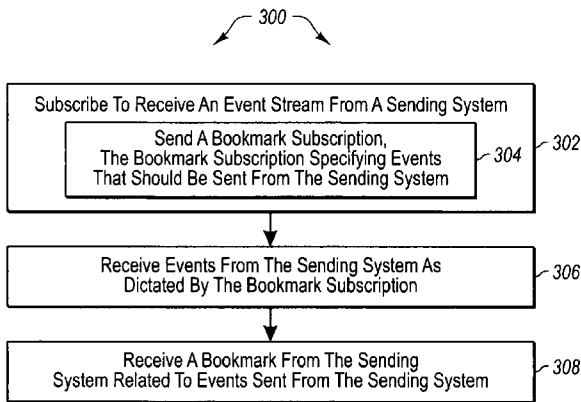 300
Subscribe To Receive An Event Stream From A Sending System
Send A Bookmark Subscription,
The Bookmark Subscription Specifying Events
That Should Be Sent From The Sending System
304
302
Receive Events From The Sending System As
Dictated By The Bookmark Subscription
306
Receive A Bookmark From The Sending
System Related To Events Sent From The Sending System
308